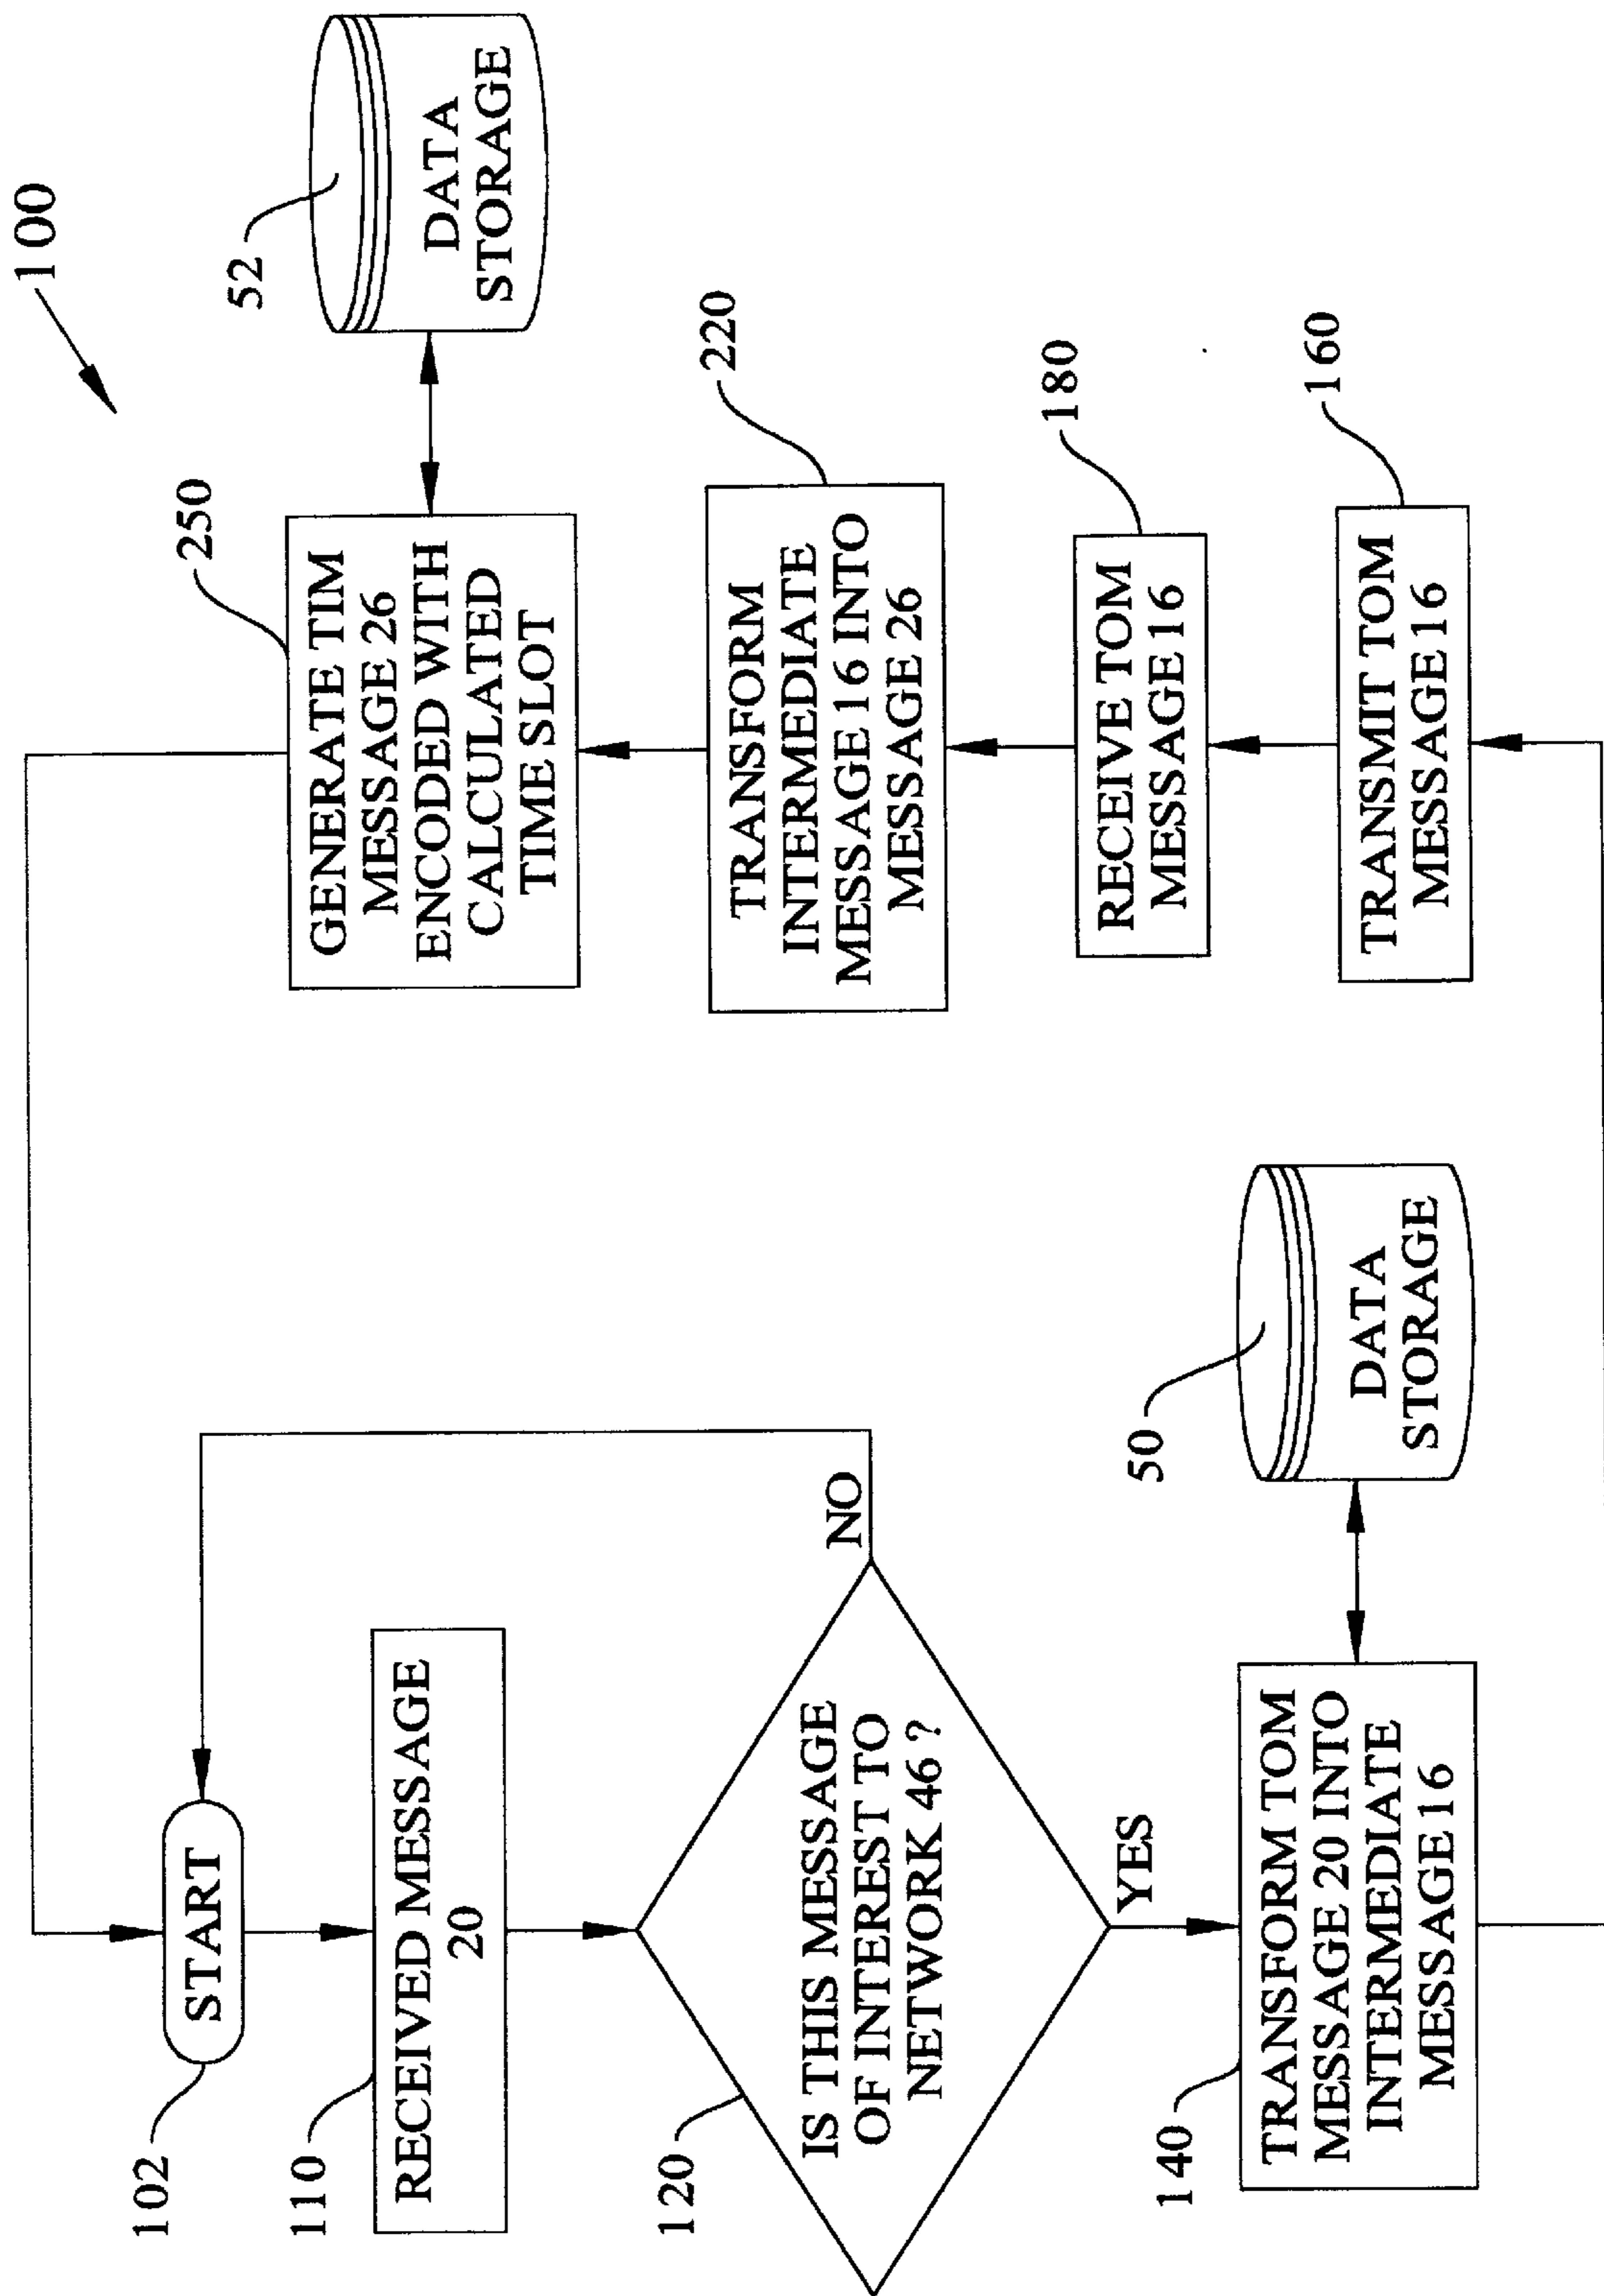 100
102
START
110
RECEIVED MESSAGE
20
120
IS THIS MESSAGE
OF INTEREST TO
NETWORK 46 ?
NO
YES
140
TRANSFORM TOM
MESSAGE 20 INTO
INTERMEDIATE
MESSAGE 16
50
DATA
STORAGE
250
GENERATE TIM
MESSAGE 26
ENCODED WITH
CALCULATED
TIME SLOT
52
DATA
STORAGE
220
TRANSFORM
INTERMEDIATE
MESSAGE 16 INTO
MESSAGE 26
180
RECEIVE TOM
MESSAGE 16
160
TRANSMIT TOM
MESSAGE 16